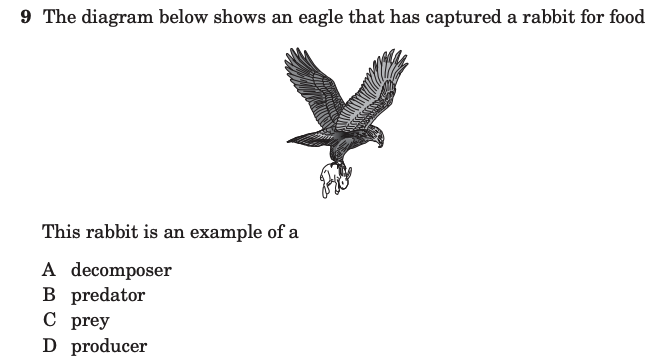 9 The diagram below shows an eagle that has captured a rabbit for food
This rabbit is an example of a
A decomposer
B predator
C prey
D producer